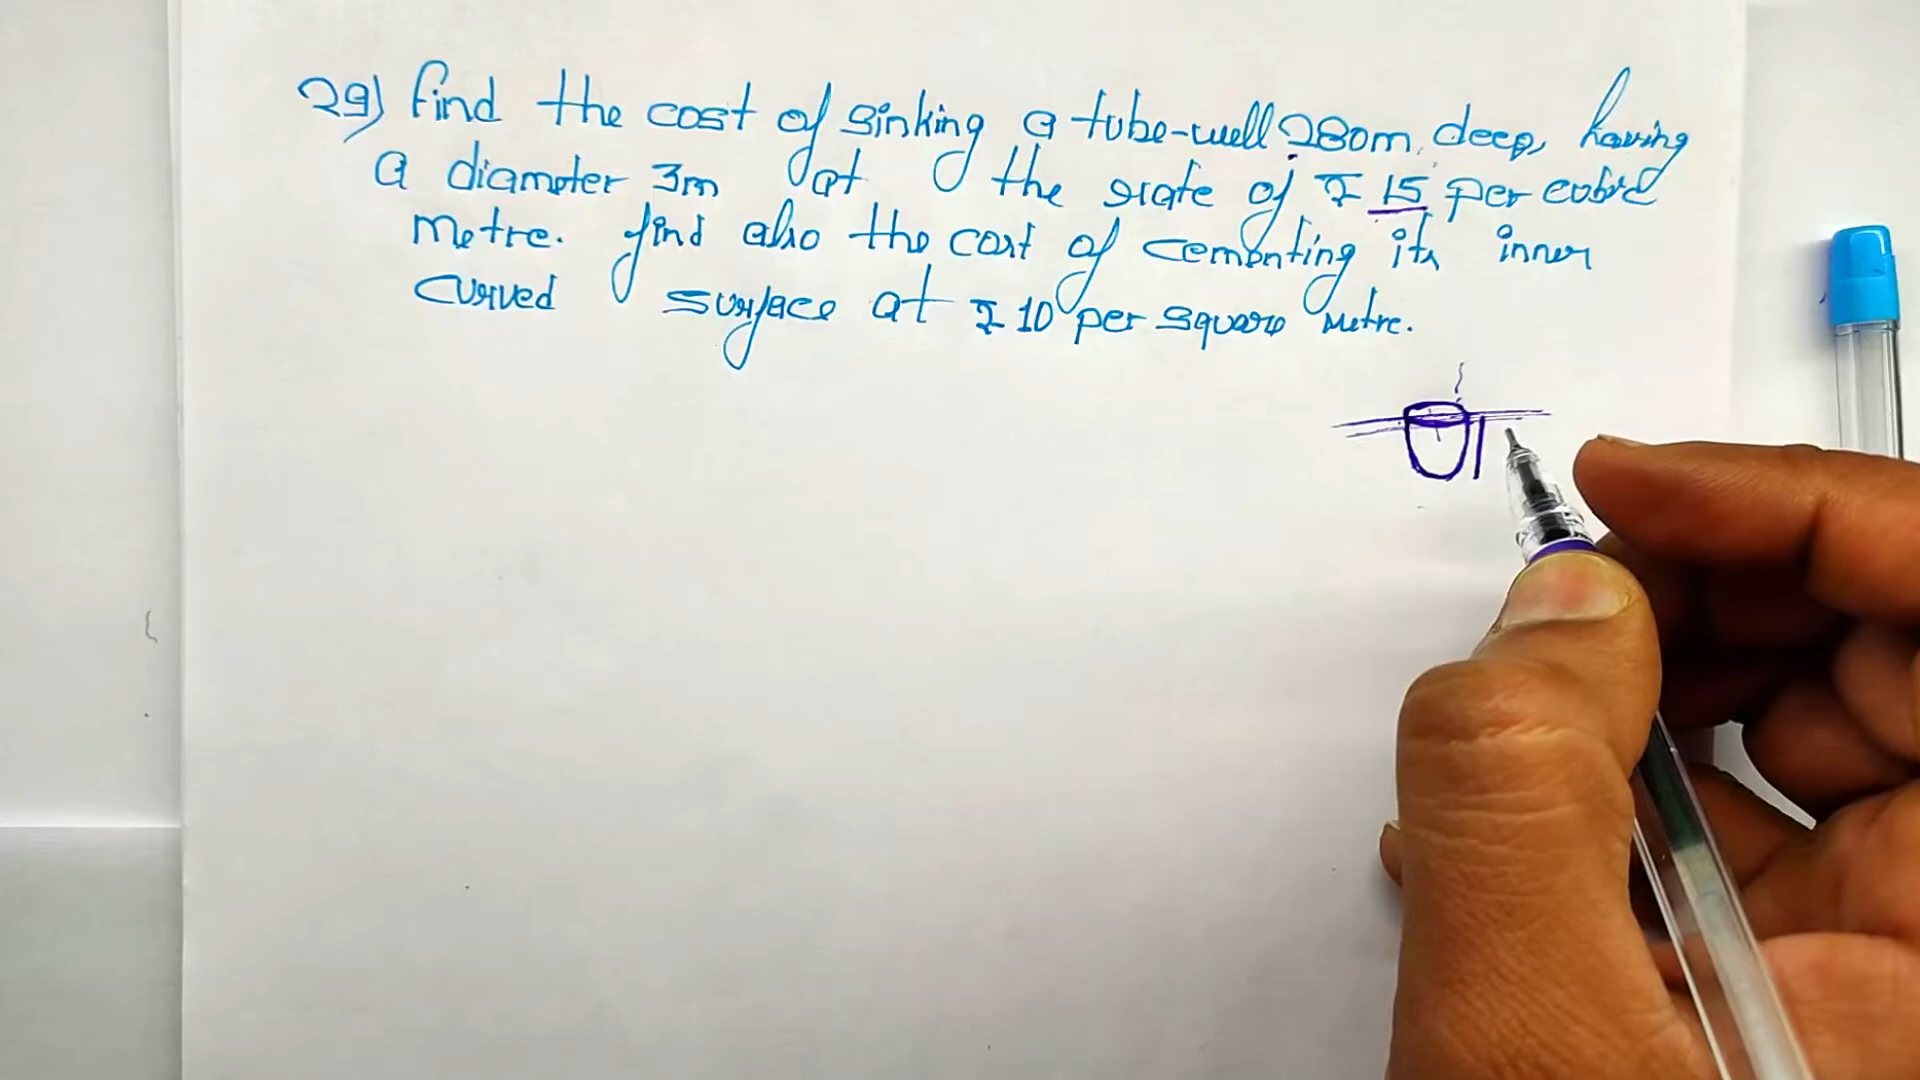 29) Find the cost of sinking a tube-well 280m deep, having
a diameter 3m at the rate of ₹ 15 per cubic
metre. find also the cost of cementing its inner
curved surface at ₹ 10 per square metre.